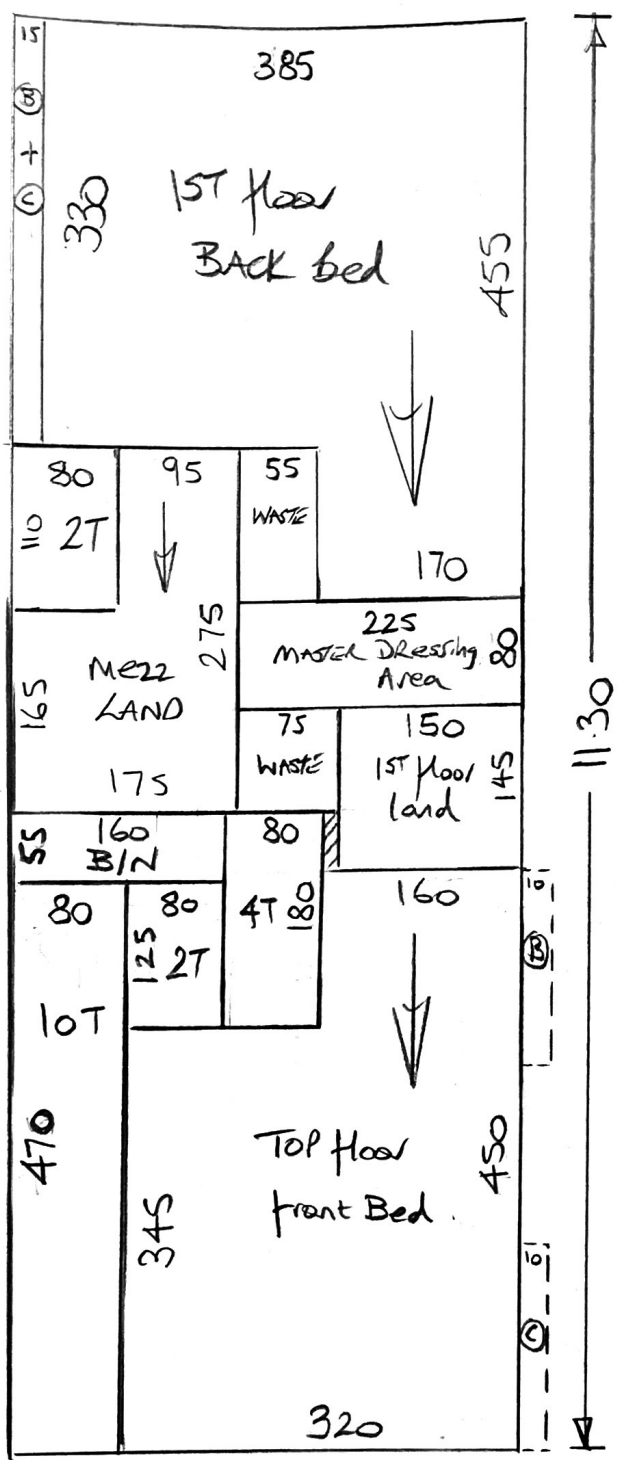 15
385
B
+
C
330
1ST floor
BACK bed
455
80
95
55
110
2T
WASTE
170
225
MASTER DRessing
Area
80
275
Mezz
LAND
165
175
75
WASTE
150
1ST floor
land
145
11.30
55
160
B/N
80
160
10
80
80
4T
180
125
2T
B
10T
470
TOP floor
front Bed.
450
345
10
C
320